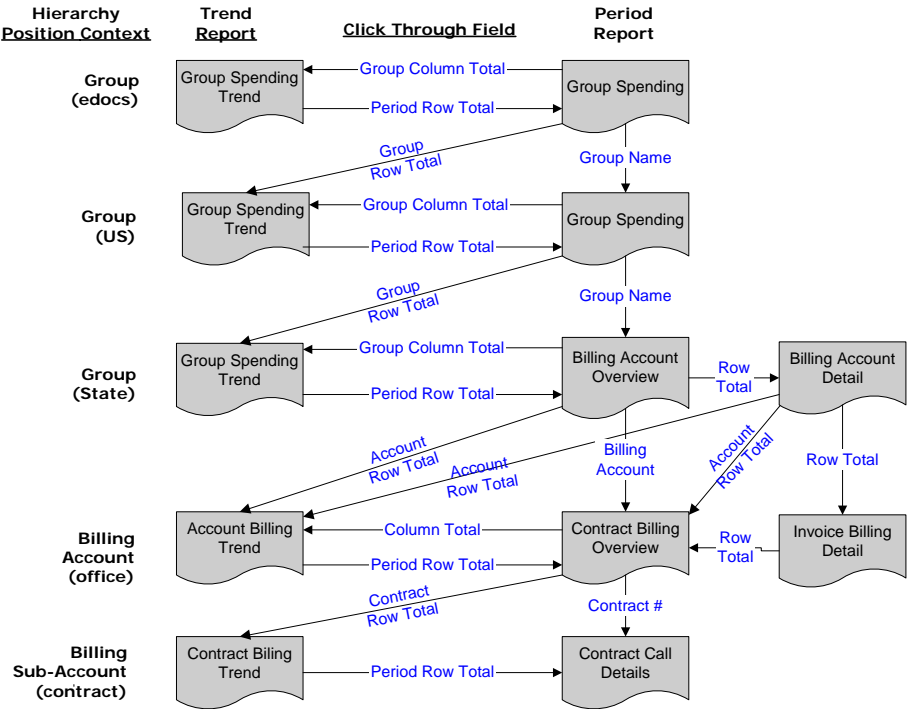 Hierarchy
Position Context
Trend
Report
Click Through Field
Period
Report
Group
(edocs)
Group Spending
Trend
Group Column Total
Period Row Total
Group Spending
Group
Row Total
Group Name
Group
(US)
Group Spending
Trend
Group Column Total
Period Row Total
Group Spending
Group
Row Total
Group Name
Group
(State)
Group Spending
Trend
Group Column Total
Period Row Total
Billing Account
Overview
Row
Total
Billing Account
Detail
Account
Row Total
Account
Row Total
Billing
Account
Account
Row Total
Row Total
Billing
Account
(office)
Account Billing
Trend
Column Total
Period Row Total
Contract Billing
Overview
Row
Total
Invoice Billing
Detail
Contract
Row Total
Contract #
Billing
Sub-Account
(contract)
Contract Biling
Trend
Period Row Total
Contract Call
Details